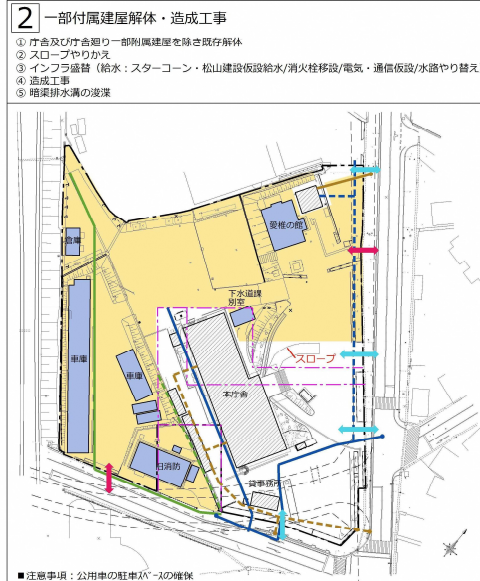 2 一部付属建屋解体・造成工事
① 庁舎及び庁舎廻り一部附属建屋を除き既存解体
② スロープやりかえ
③ インフラ盛替（給水：スターコーン・松山建設仮設給水/消火栓移設/電気・通信仮設/水路やり替え
④ 造成工事
⑤ 暗渠排水溝の浚渫
愛椎の館
倉庫
下水道課
別室
スロープ
車庫
車庫
本庁舎
旧消防
貸事務所
■注意事項：公用車の駐車スペースの確保